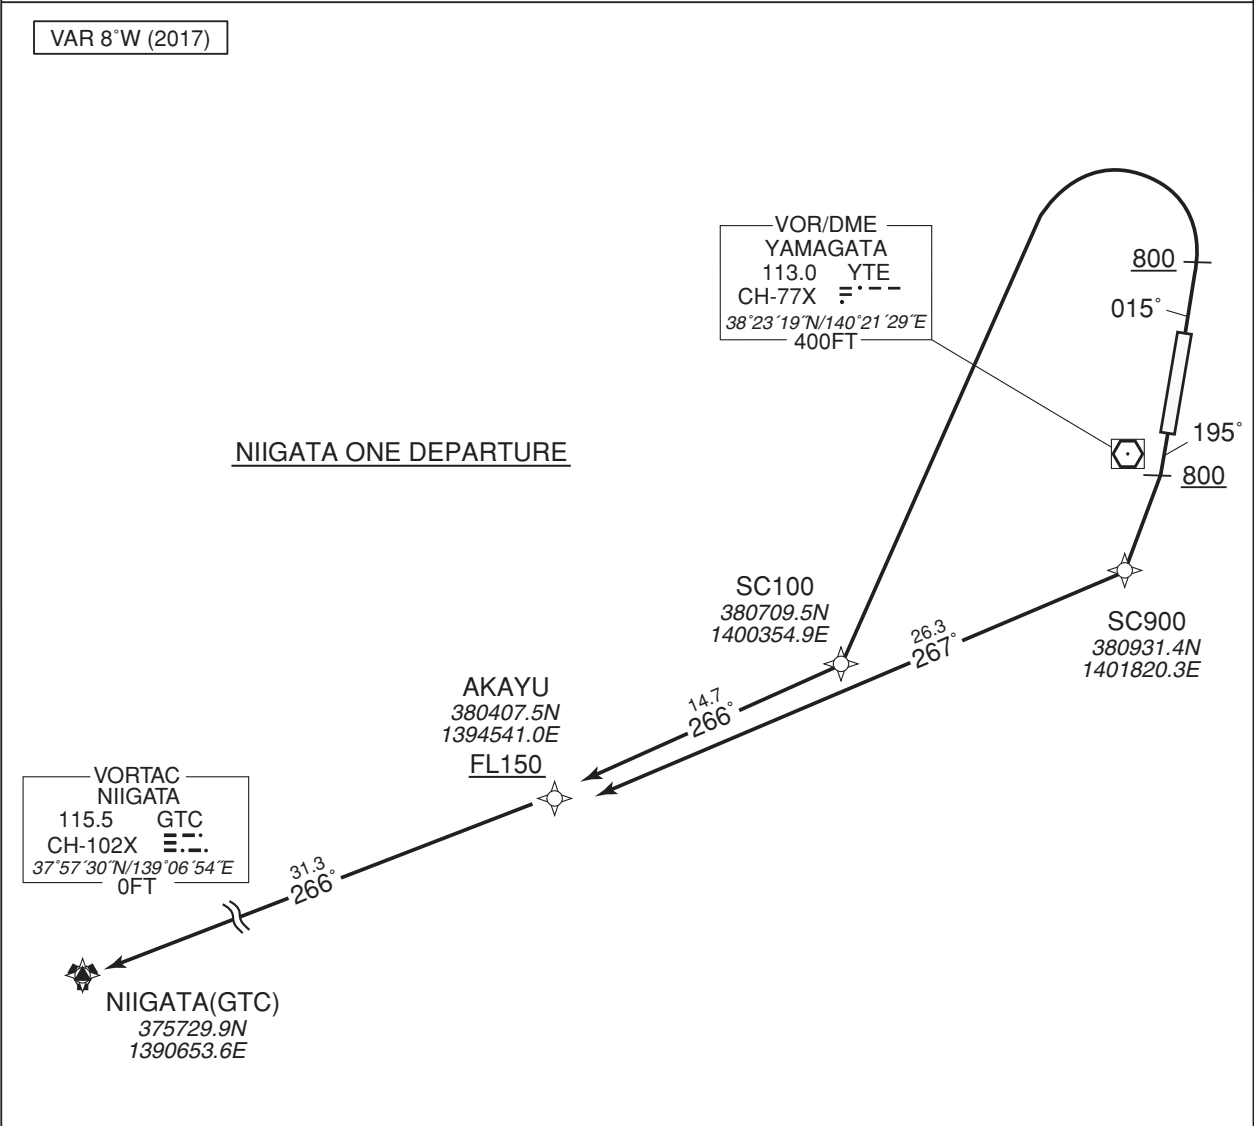 VAR 8°W (2017)
VOR/DME
YAMAGATA
113.0 YTE
CH-77X
38°23´19˝N/140°21´29˝E
400FT
800
015°
195°
800
NIIGATA ONE DEPARTURE
SC100
380709.5N
1400354.9E
SC900
380931.4N
1401820.3E
26.3
267°
14.7
266°
AKAYU
380407.5N
1394541.0E
FL150
VORTAC
NIIGATA
115.5 GTC
CH-102X
37°57´30˝N/139°06´54˝E
0FT
31.3
266°
NIIGATA(GTC)
375729.9N
1390653.6E